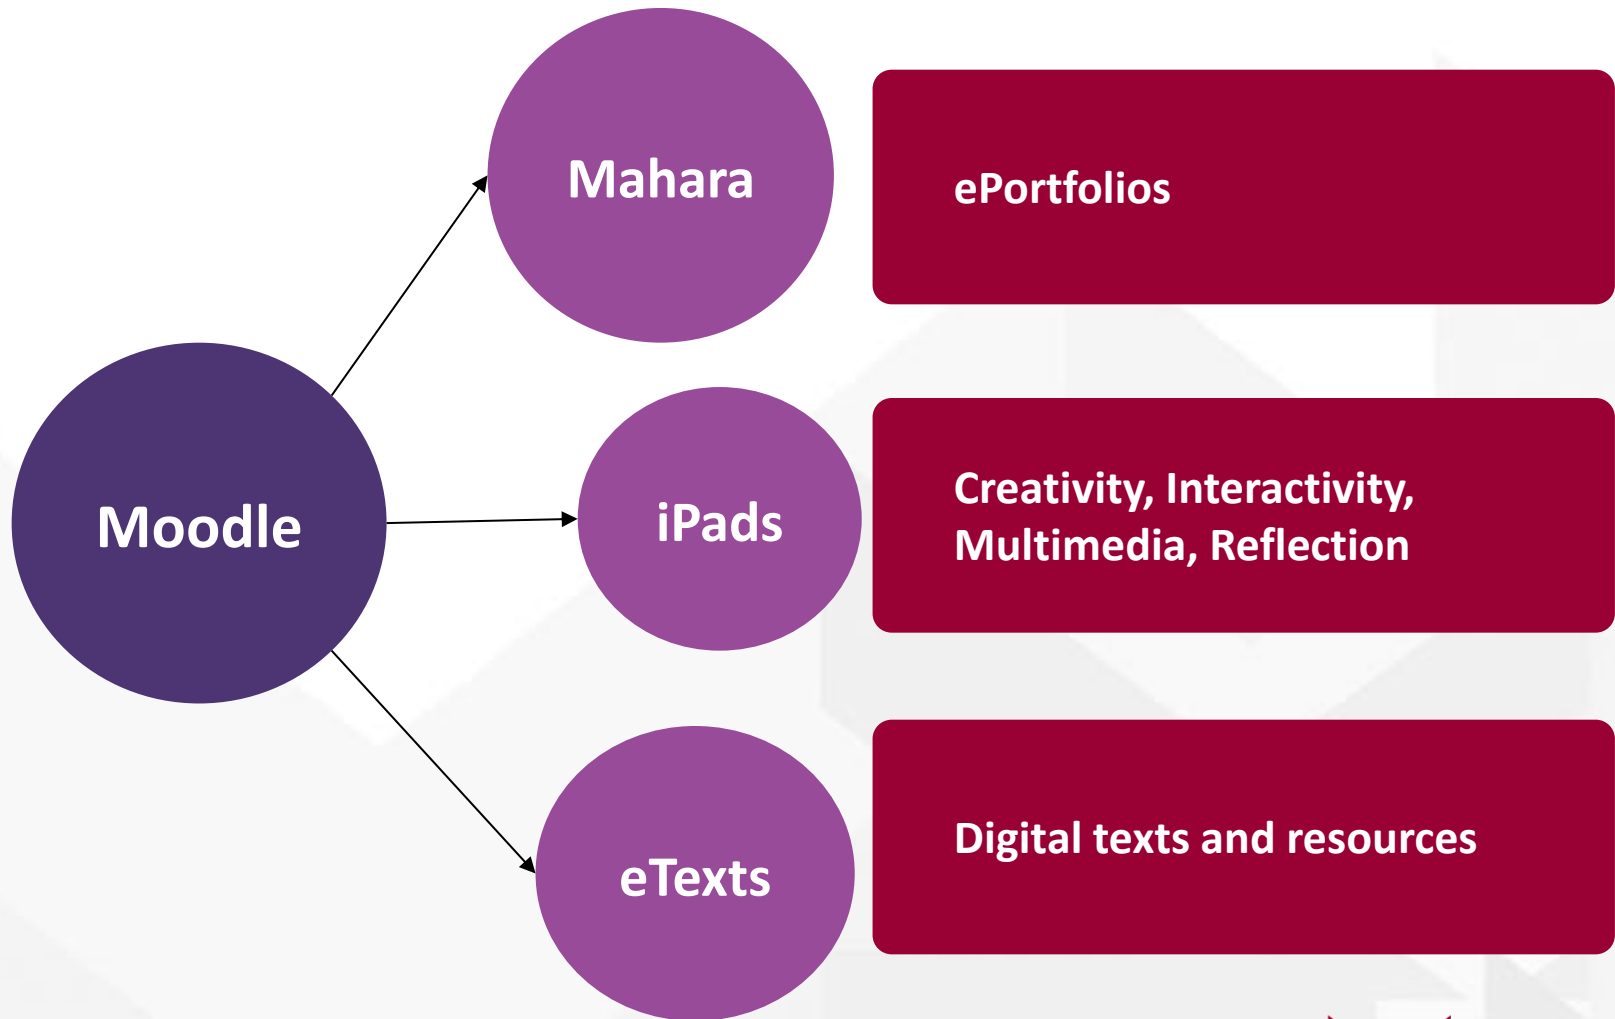 Mahara
ePortfolios
Moodle
iPads
Creativity, Interactivity,
Multimedia, Reflection
eTexts
Digital texts and resources